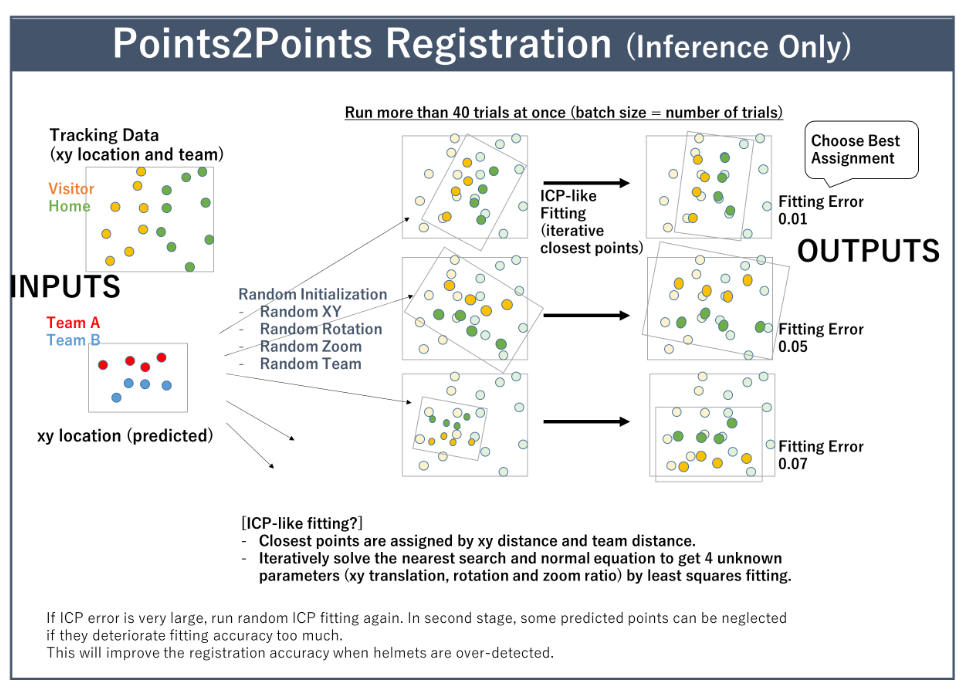 Points2Points Registration (Inference Only)
Run more than 40 trials at once (batch size = number of trials)
Tracking Data
(xy location and team)
Visitor
Home
INPUTS
Team A
Team B
xy location (predicted)
Random Initialization
- Random XY
- Random Rotation
- Random Zoom
- Random Team
ICP-like
Fitting
(iterative
closest points)
Choose Best
Assignment
Fitting Error
0.01
OUTPUTS
Fitting Error
0.05
Fitting Error
0.07
[ICP-like fitting?]
- Closest points are assigned by xy distance and team distance.
- Iteratively solve the nearest search and normal equation to get 4 unknown
parameters (xy translation, rotation and zoom ratio) by least squares fitting.
If ICP error is very large, run random ICP fitting again. In second stage, some predicted points can be neglected
if they deteriorate fitting accuracy too much.
This will improve the registration accuracy when helmets are over-detected.